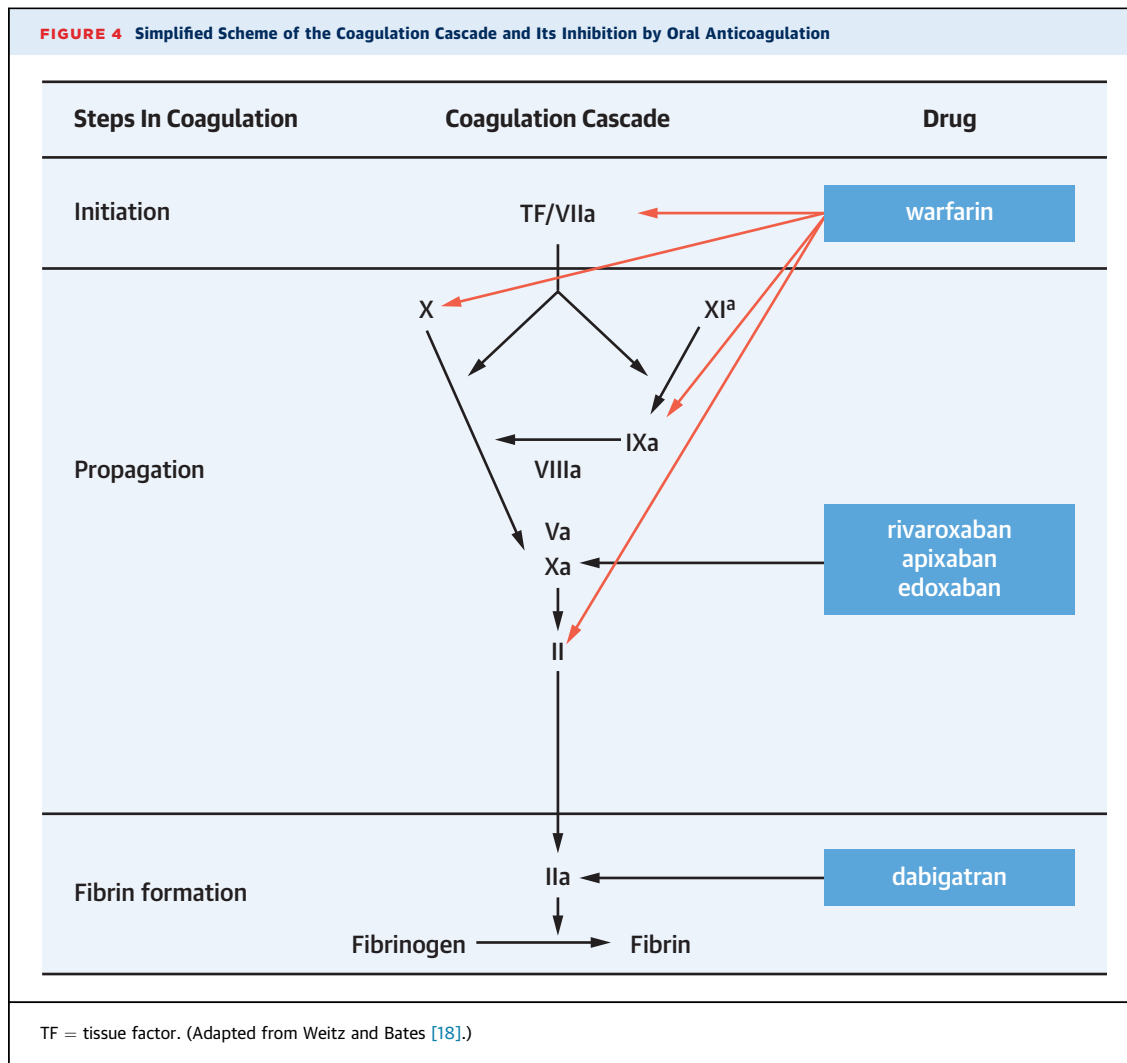 FIGURE 4 Simplified Scheme of the Coagulation Cascade and Its Inhibition by Oral Anticoagulation
Steps In Coagulation Coagulation Cascade Drug
Initiation TF/VIIa warfarin
X XIᵃ
IXa
VIIIa
Propagation
Va
Xa
rivaroxaban
apixaban
edoxaban
II
IIa dabigatran
Fibrin formation
Fibrinogen Fibrin
TF = tissue factor. (Adapted from Weitz and Bates [18].)